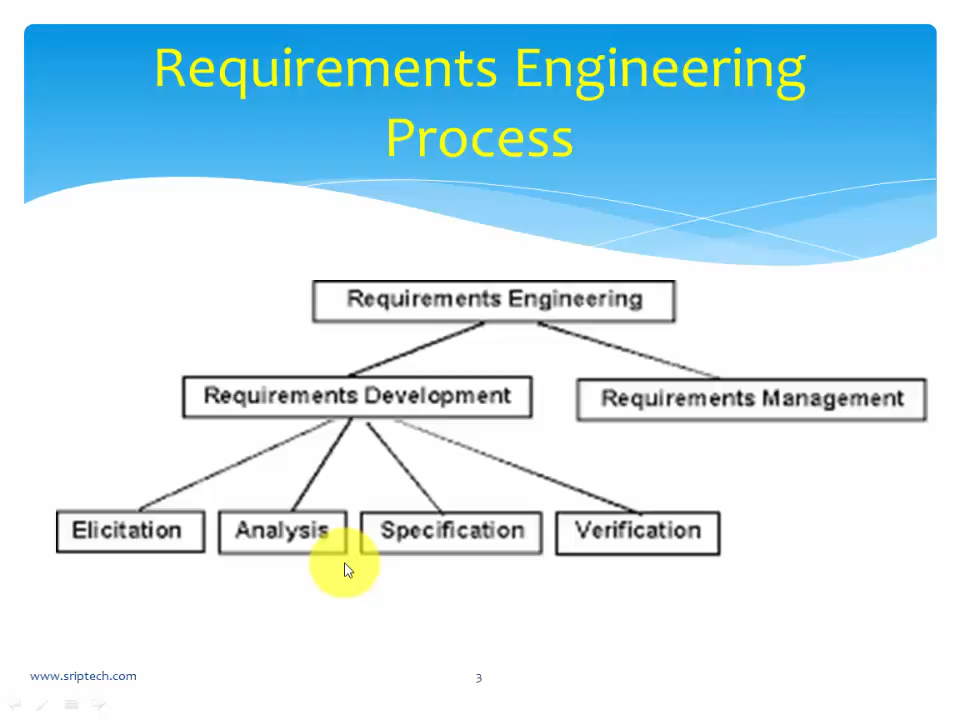 Requirements Engineering
Process
Requirements Engineering
Requirements Development
Requirements Management
Elicitation
Analysis
Specification
Verification
www.sriptech.com
3